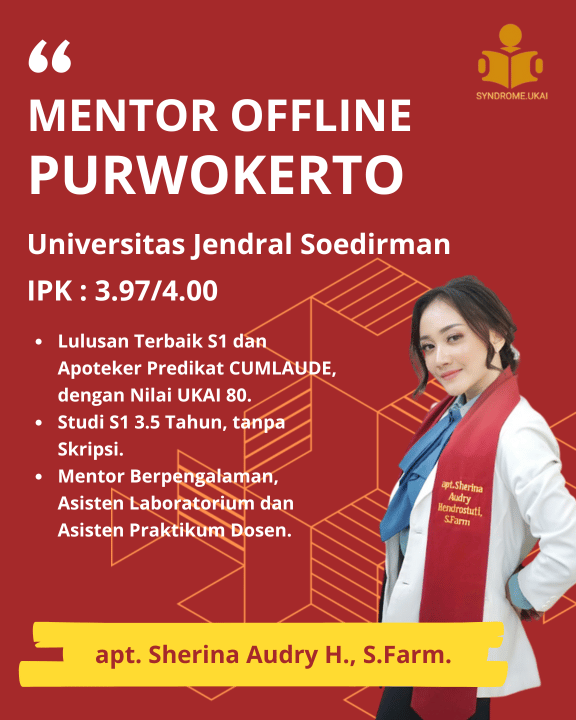 “
SYNDROME.UKAI
MENTOR OFFLINE
PURWOKERTO
Universitas Jendral Soedirman
IPK : 3.97/4.00
• Lulusan Terbaik S1 dan
Apoteker Predikat CUMLAUDE,
dengan Nilai UKAI 80.
• Studi S1 3.5 Tahun, tanpa
Skripsi.
• Mentor Berpengalaman,
Asisten Laboratorium dan
Asisten Praktikum Dosen.
apt.Sherina
Audry
Hendrostuti,
S.Farm
apt. Sherina Audry H., S.Farm.